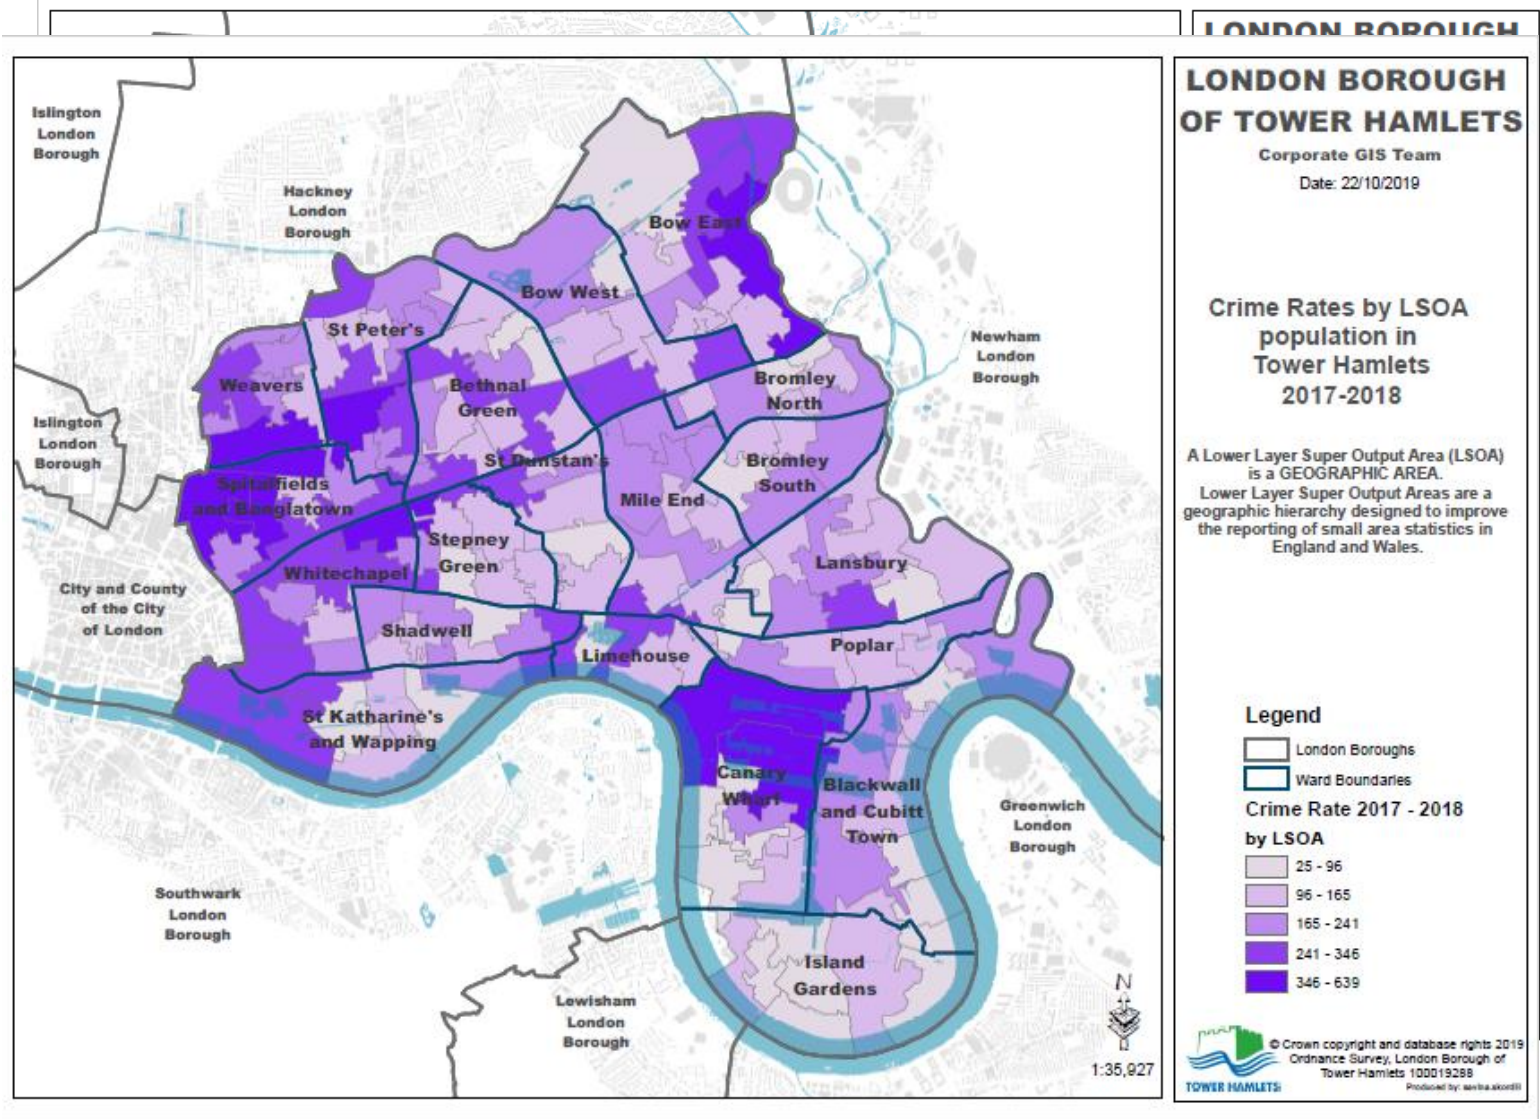 LONDON BOROUGH
LONDON BOROUGH
OF TOWER HAMLETS
Corporate GIS Team
Date: 22/10/2019
Crime Rates by LSOA
population in
Tower Hamlets
2017-2018
A Lower Layer Super Output Area (LSOA)
is a GEOGRAPHIC AREA.
Lower Layer Super Output Areas are a
geographic hierarchy designed to improve
the reporting of small area statistics in
England and Wales.
Legend
London Boroughs
Ward Boundaries
Crime Rate 2017 - 2018
by LSOA
25 - 96
96 - 165
165 - 241
241 - 346
346 - 639
© Crown copyright and database rights 2019
Ordnance Survey, London Borough of
Tower Hamlets 100019288
Produced by:
TOWER HAMLETS
Islington
London
Borough
Hackney
London
Borough
Bow East
Bow West
St Peter's
Weavers
Bethnal
Green
Newham
London
Borough
Bromley
North
Islington
London
Borough
St Dunstan's
Bromley
South
Spitalfields
and Banglatown
Mile End
Stepney
Green
Whitechapel
Lansbury
City and County
of the City
of London
Shadwell
Limehouse
Poplar
St Katharine's
and Wapping
Canary
Wharf
Blackwall
and Cubitt
Town
Greenwich
London
Borough
Southwark
London
Borough
Island
Gardens
Lewisham
London
Borough
N
1:35,927